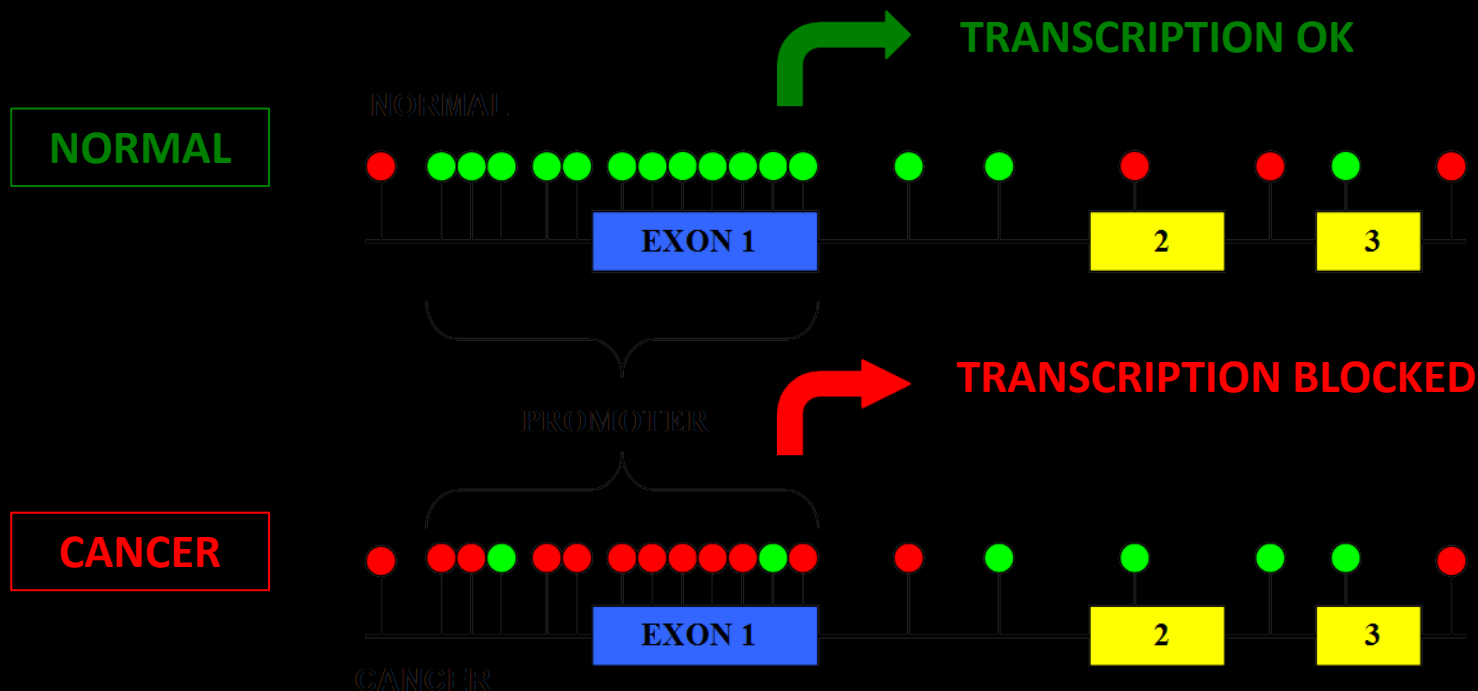 TRANSCRIPTION OK
NORMAL
NORMAL
EXON 1
2
3
TRANSCRIPTION BLOCKED
PROMOTER
CANCER
EXON 1
2
3
CANCER